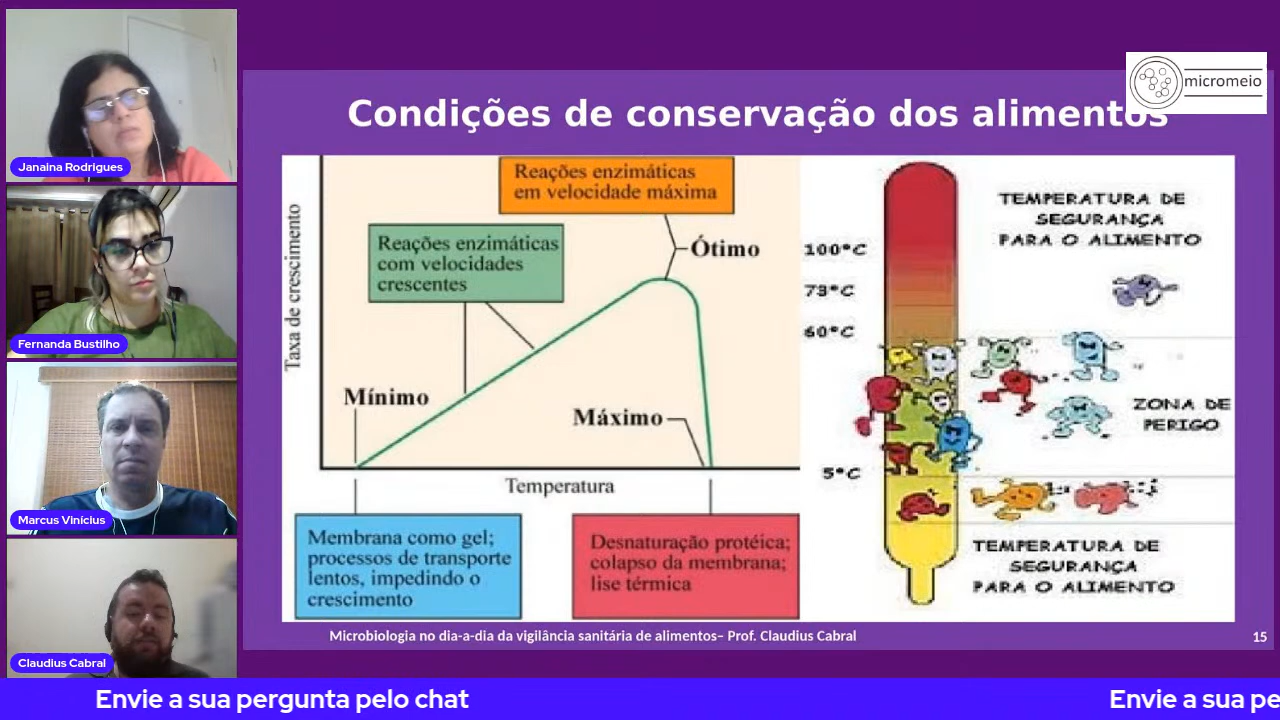 Janaina Rodrigues
Fernanda Bustilho
Marcus Vinícius
Claudius Cabral
micromeio
Condições de conservação dos alimentos
Taxa de crescimento
Reações enzimáticas
em velocidade máxima
Reações enzimáticas
com velocidades
crescentes
Ótimo
Mínimo
Máximo
Temperatura
Membrana como gel;
processos de transporte
lentos, impedindo o
crescimento
Desnaturação protéica;
colapso da membrana;
lise térmica
100°C
73°C
60°C
5°C
TEMPERATURA DE
SEGURANÇA
PARA O ALIMENTO
ZONA DE
PERIGO
TEMPERATURA DE
SEGURANÇA
PARA O ALIMENTO
Microbiologia no dia-a-dia da vigilância sanitária de alimentos– Prof. Claudius Cabral
15
Envie a sua pergunta pelo chat
Envie a sua pe